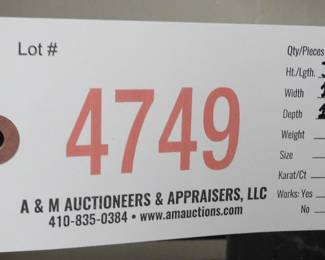 Lot #
4749
A & M AUCTIONEERS & APPRAISERS, LLC
410-835-0384 • www.amauctions.com
Qty/Pieces
Ht./Lgth.
Width
Depth
Weight
Size
Karat/Ct
Works: Yes
No